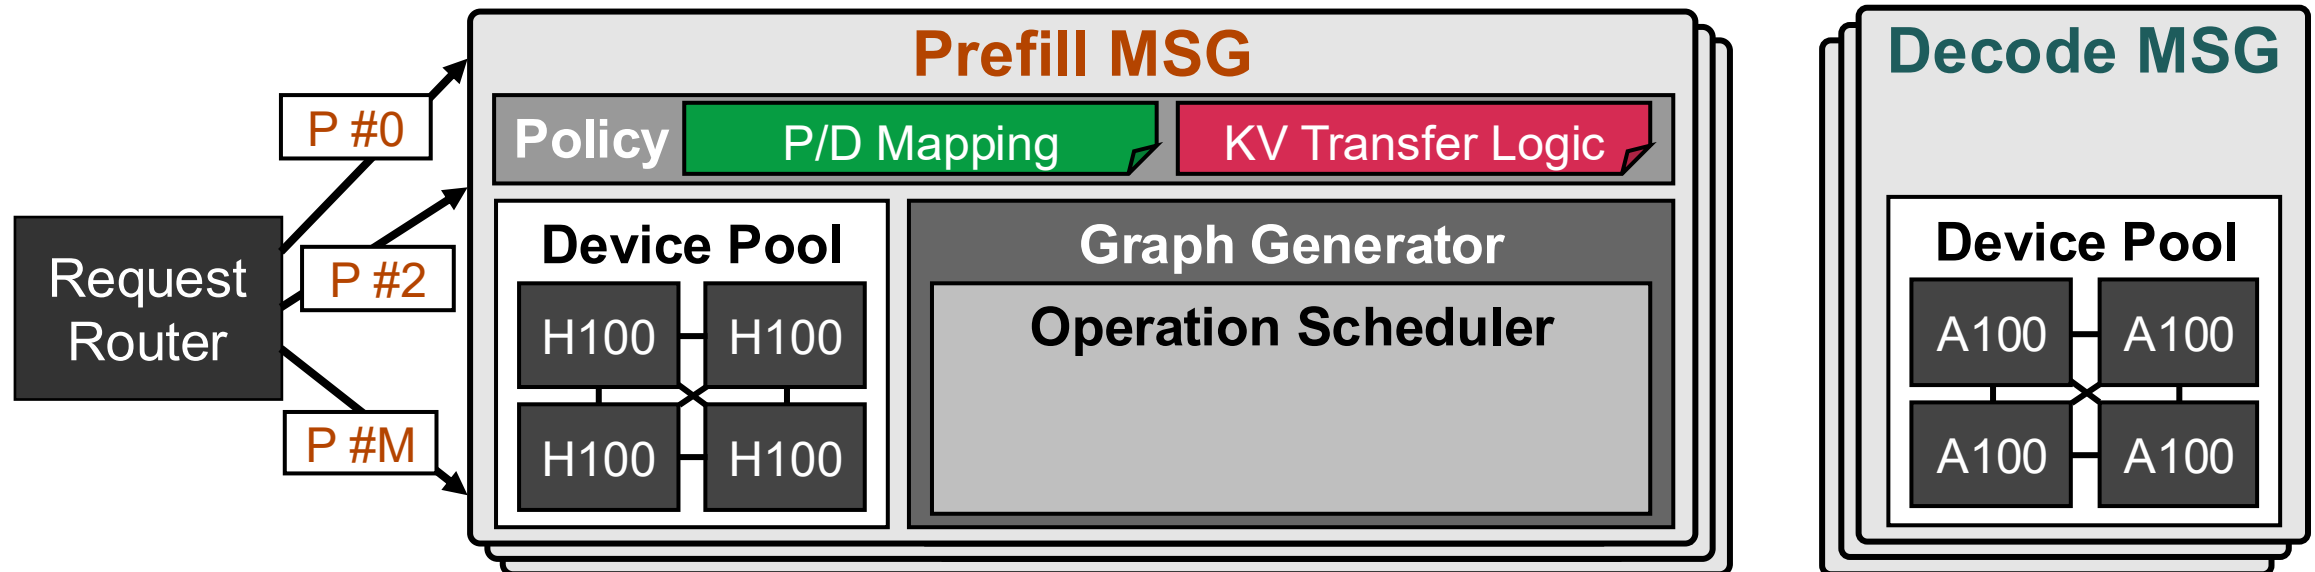 Request
Router
P #0
P #2
P #M
Prefill MSG
Policy
P/D Mapping
KV Transfer Logic
Device Pool
H100
H100
H100
H100
Graph Generator
Operation Scheduler
Decode MSG
Device Pool
A100
A100
A100
A100